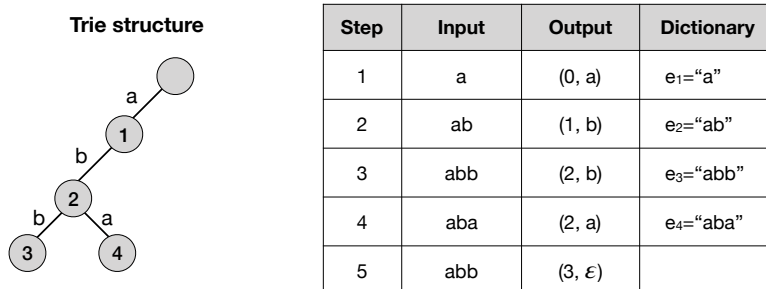 Trie structure
a
1
b
2
b a
3 4
Step Input Output Dictionary
1 a (0, a) e₁=“a”
2 ab (1, b) e₂=“ab”
3 abb (2, b) e₃=“abb”
4 aba (2, a) e₄=“aba”
5 abb (3, ε)